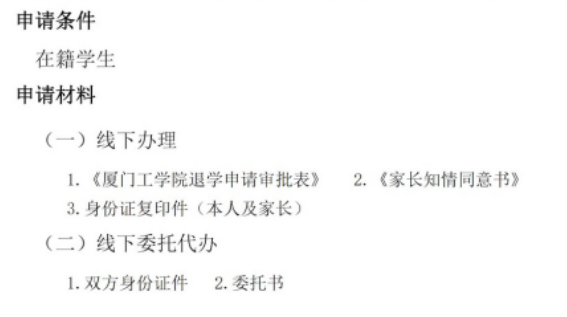 申请条件
在籍学生
申请材料
（一）线下办理
1.《厦门工学院退学申请审批表》 2.《家长知情同意书》
3.身份证复印件（本人及家长）
（二）线下委托代办
1.双方身份证件 2.委托书